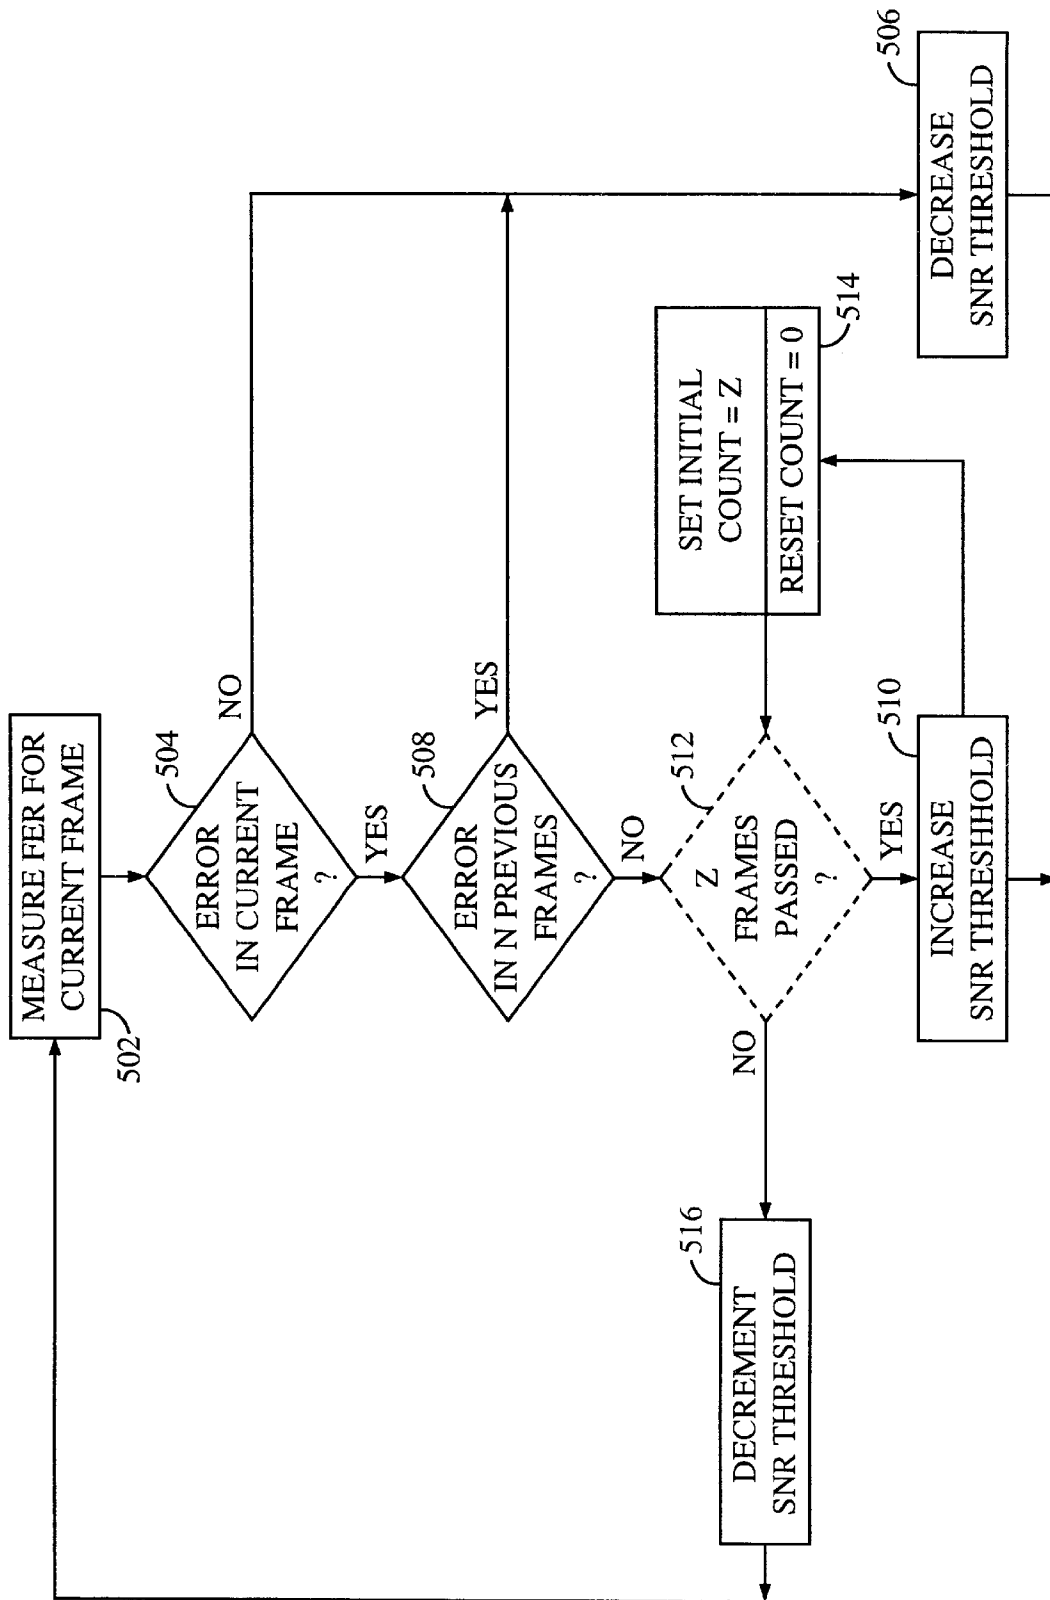 MEASURE FER FOR
CURRENT FRAME
502
504
ERROR
IN CURRENT
FRAME
?
NO
YES
508
ERROR
IN N PREVIOUS
FRAMES
?
YES
NO
512
Z
FRAMES
PASSED
?
NO
YES
SET INITIAL
COUNT = Z
RESET COUNT = 0
514
516
DECREMENT
SNR THRESHOLD
510
INCREASE
SNR THRESHHOLD
506
DECREASE
SNR THRESHOLD